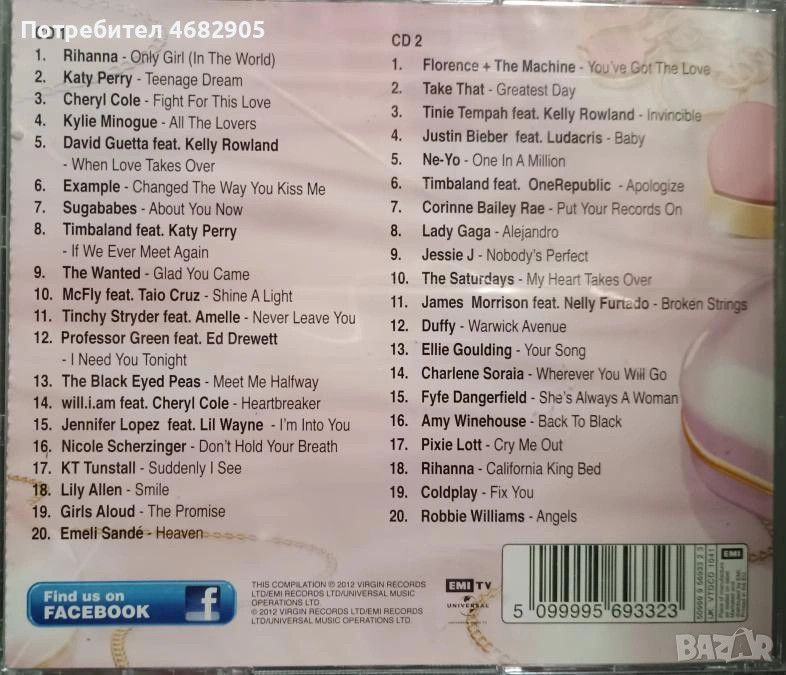 Потребител 4682905
CD 1
1. Rihanna - Only Girl (In The World)
2. Katy Perry - Teenage Dream
3. Cheryl Cole - Fight For This Love
4. Kylie Minogue - All The Lovers
5. David Guetta feat. Kelly Rowland
- When Love Takes Over
6. Example - Changed The Way You Kiss Me
7. Sugababes - About You Now
8. Timbaland feat. Katy Perry
- If We Ever Meet Again
9. The Wanted - Glad You Came
10. McFly feat. Taio Cruz - Shine A Light
11. Tinchy Stryder feat. Amelle - Never Leave You
12. Professor Green feat. Ed Drewett
- I Need You Tonight
13. The Black Eyed Peas - Meet Me Halfway
14. will.i.am feat. Cheryl Cole - Heartbreaker
15. Jennifer Lopez feat. Lil Wayne - I'm Into You
16. Nicole Scherzinger - Don't Hold Your Breath
17. KT Tunstall - Suddenly I See
18. Lily Allen - Smile
19. Girls Aloud - The Promise
20. Emeli Sandé - Heaven
CD 2
1. Florence + The Machine - You've Got The Love
2. Take That - Greatest Day
3. Tinie Tempah feat. Kelly Rowland - Invincible
4. Justin Bieber feat. Ludacris - Baby
5. Ne-Yo - One In A Million
6. Timbaland feat. OneRepublic - Apologize
7. Corinne Bailey Rae - Put Your Records On
8. Lady Gaga - Alejandro
9. Jessie J - Nobody's Perfect
10. The Saturdays - My Heart Takes Over
11. James Morrison feat. Nelly Furtado - Broken Strings
12. Duffy - Warwick Avenue
13. Ellie Goulding - Your Song
14. Charlene Soraia - Wherever You Will Go
15. Fyfe Dangerfield - She's Always A Woman
16. Amy Winehouse - Back To Black
17. Pixie Lott - Cry Me Out
18. Rihanna - California King Bed
19. Coldplay - Fix You
20. Robbie Williams - Angels
Find us on
FACEBOOK
f
THIS COMPILATION ℗ 2012 VIRGIN RECORDS
LTD/EMI RECORDS LTD/UNIVERSAL MUSIC
OPERATIONS LTD
© 2012 VIRGIN RECORDS LTD/EMI RECORDS
LTD/UNIVERSAL MUSIC OPERATIONS LTD.
EMI TV
UNIVERSAL
5 099995 693323
50999 9 56933 2 3
UK: VTDCD 1041
EMI
BAZAR